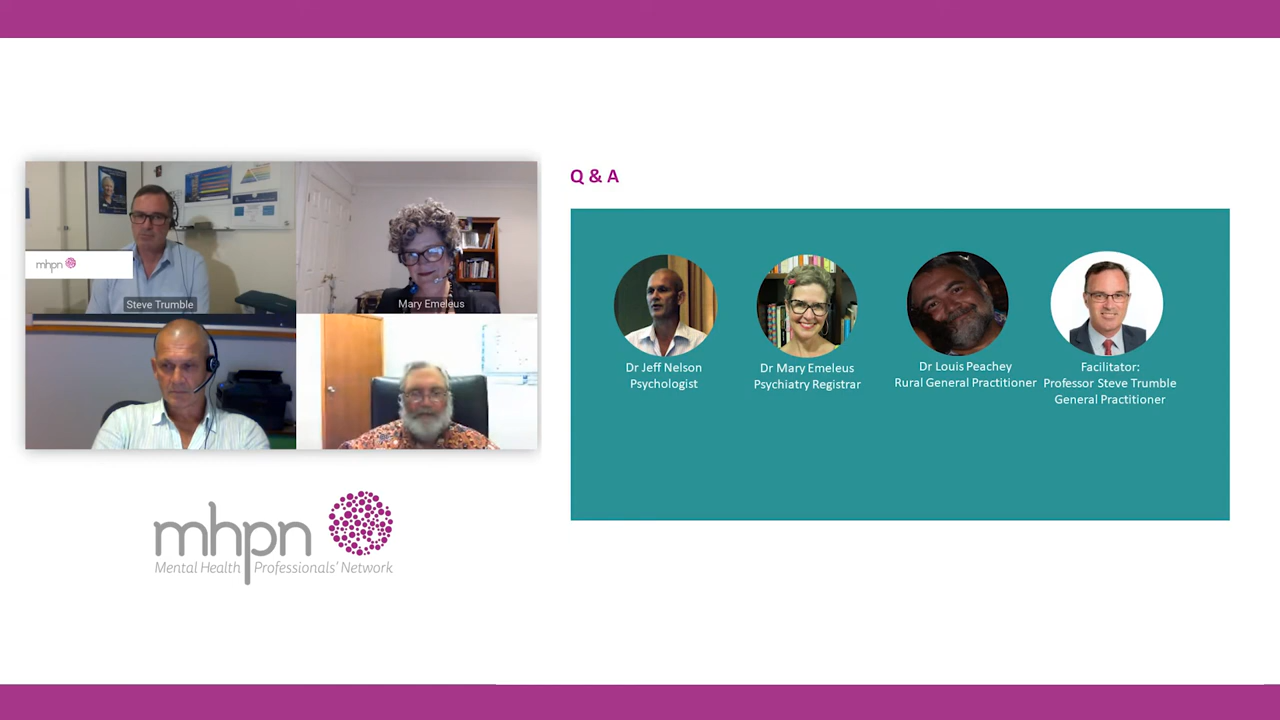 mhpn
Steve Trumble
Mary Emeleus
mhpn
Mental Health Professionals' Network
Q & A
Dr Jeff Nelson
Psychologist
Dr Mary Emeleus
Psychiatry Registrar
Dr Louis Peachey
Rural General Practitioner
Facilitator:
Professor Steve Trumble
General Practitioner